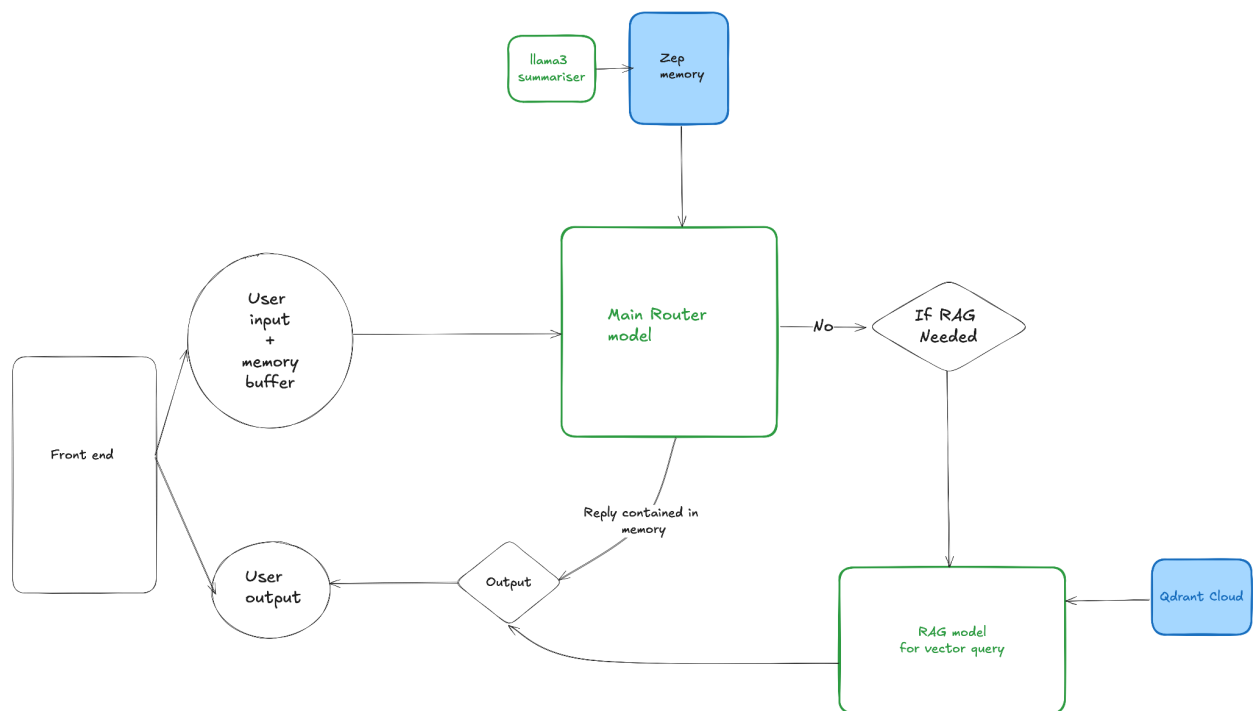 llama3
summariser
Zep
memory
User
input
+
memory
buffer
Main Router
model
No
If RAG
Needed
Front end
Reply contained in
memory
Output
User
output
Qdrant Cloud
RAG model
for vector query